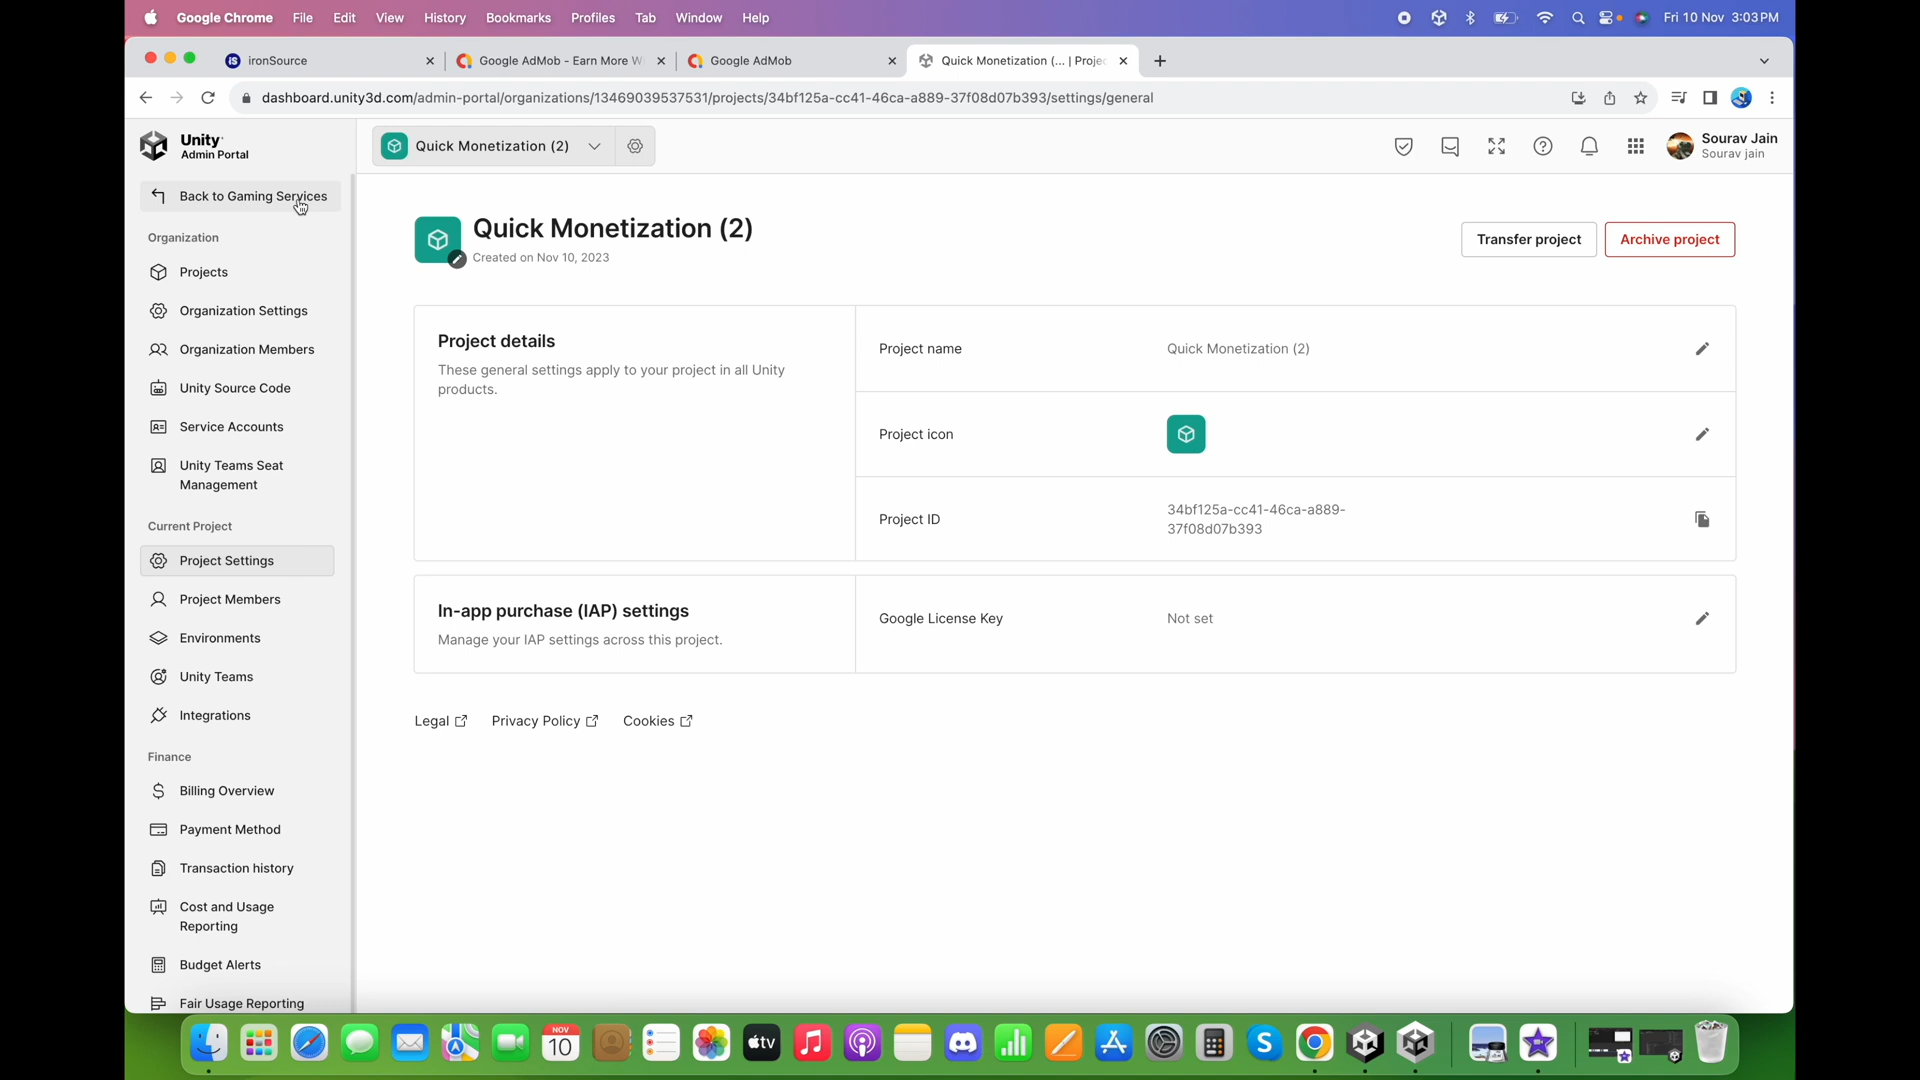 Google Chrome File Edit View History Bookmarks Profiles Tab Window Help Fri 10 Nov 3:03 PM
ironSource Google AdMob - Earn More W Google AdMob Quick Monetization (... | Projec
dashboard.unity3d.com/admin-portal/organizations/13469039537531/projects/34bf125a-cc41-46ca-a889-37f08d07b393/settings/general
Unity
Admin Portal
Quick Monetization (2)
Sourav Jain
Sourav jain
Back to Gaming Services
Organization
Projects
Organization Settings
Organization Members
Unity Source Code
Service Accounts
Unity Teams Seat
Management
Current Project
Project Settings
Project Members
Environments
Unity Teams
Integrations
Finance
Billing Overview
Payment Method
Transaction history
Cost and Usage
Reporting
Budget Alerts
Fair Usage Reporting
Quick Monetization (2)
Created on Nov 10, 2023
Transfer project
Archive project
Project details
These general settings apply to your project in all Unity
products.
Project name Quick Monetization (2)
Project icon
Project ID 34bf125a-cc41-46ca-a889-
37f08d07b393
In-app purchase (IAP) settings
Manage your IAP settings across this project.
Google License Key Not set
Legal Privacy Policy Cookies
NOV
10
tv